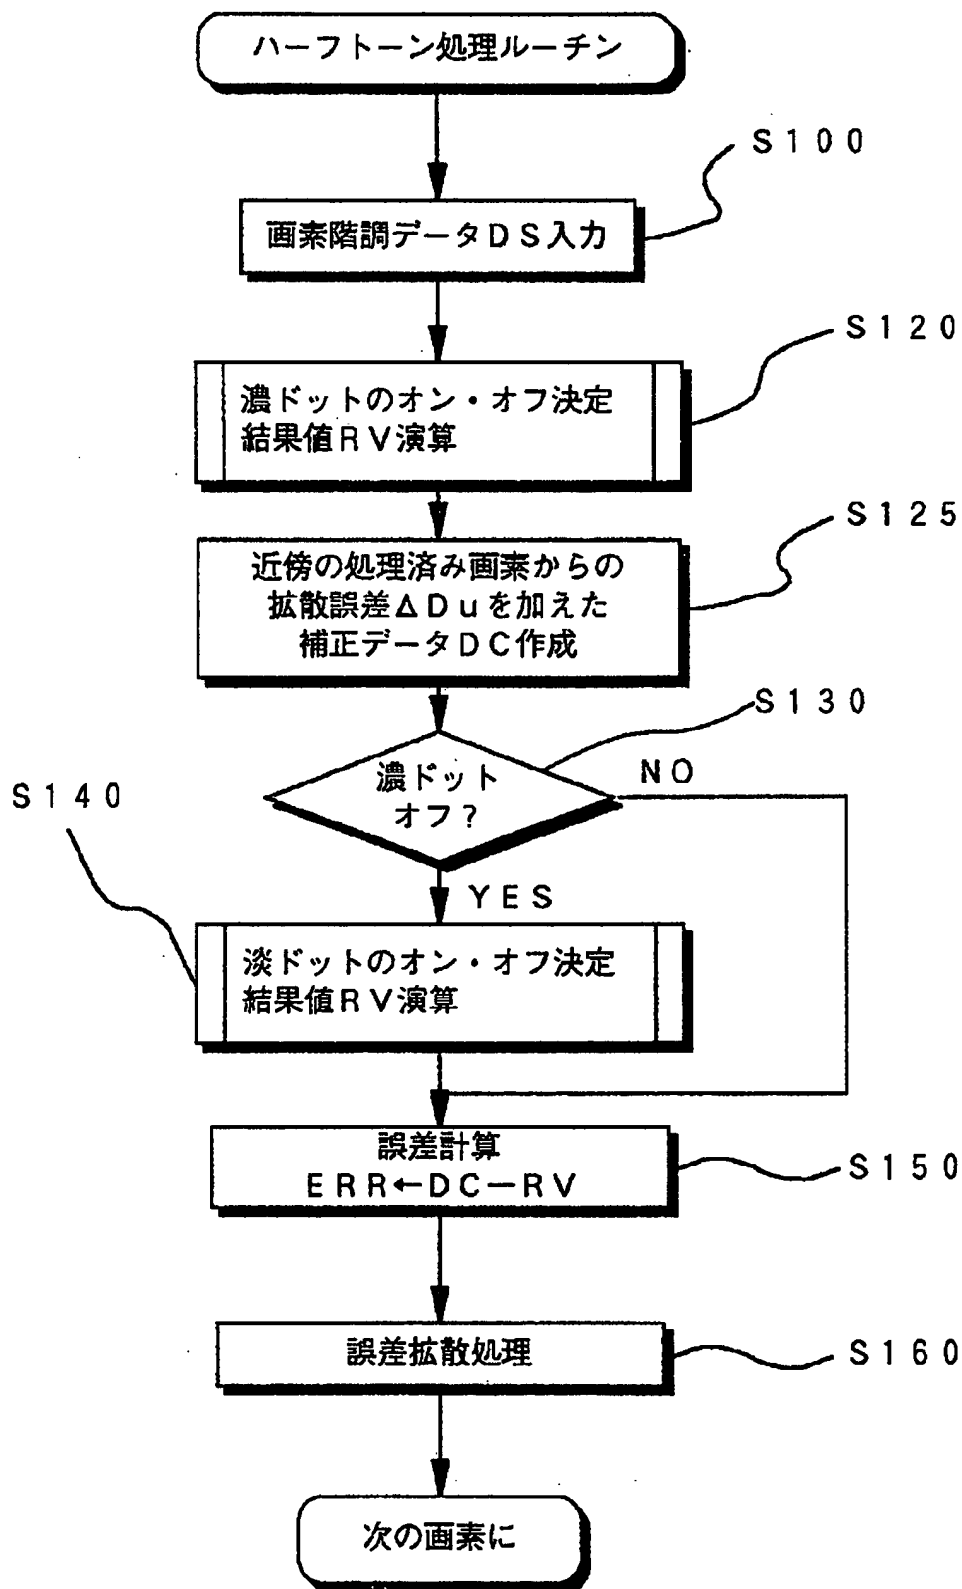 ハーフトーン処理ルーチン
S100
画素階調データDS入力
S120
濃ドットのオン・オフ決定
結果値RV演算
S125
近傍の処理済み画素からの
拡散誤差ΔDuを加えた
補正データDC作成
S130
濃ドット
オフ?
NO
S140
YES
淡ドットのオン・オフ決定
結果値RV演算
誤差計算
ERR←DC－RV
S150
誤差拡散処理
S160
次の画素に